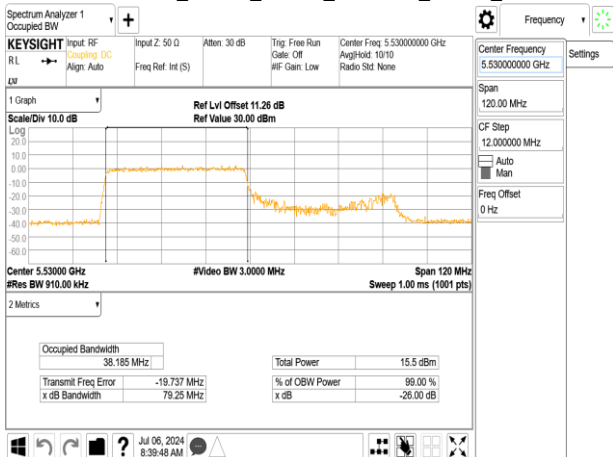 Spectrum Analyzer 1
Occupied BW
Frequency
KEYSIGHT
RL
LXI
Input: RF
Coupling: DC
Align: Auto
Input Z: 50 Ω
Freq Ref: Int (S)
Atten: 30 dB
Trig: Free Run
Gate: Off
#IF Gain: Low
Center Freq: 5.530000000 GHz
Avg|Hold: 10/10
Radio Std: None
Center Frequency
5.530000000 GHz
Settings
Span
120.00 MHz
CF Step
12.000000 MHz
Auto
Man
Freq Offset
0 Hz
1 Graph
Scale/Div 10.0 dB
Ref Lvl Offset 11.26 dB
Ref Value 30.00 dBm
Log
20.0
10.0
0.00
-10.0
-20.0
-30.0
-40.0
-50.0
-60.0
Center 5.53000 GHz
#Video BW 3.0000 MHz
Span 120 MHz
#Res BW 910.00 kHz
Sweep 1.00 ms (1001 pts)
2 Metrics
Occupied Bandwidth
38.185 MHz
Total Power 15.5 dBm
Transmit Freq Error -19.737 MHz
% of OBW Power 99.00 %
x dB Bandwidth 79.25 MHz
x dB -26.00 dB
?
Jul 06, 2024
8:39:48 AM